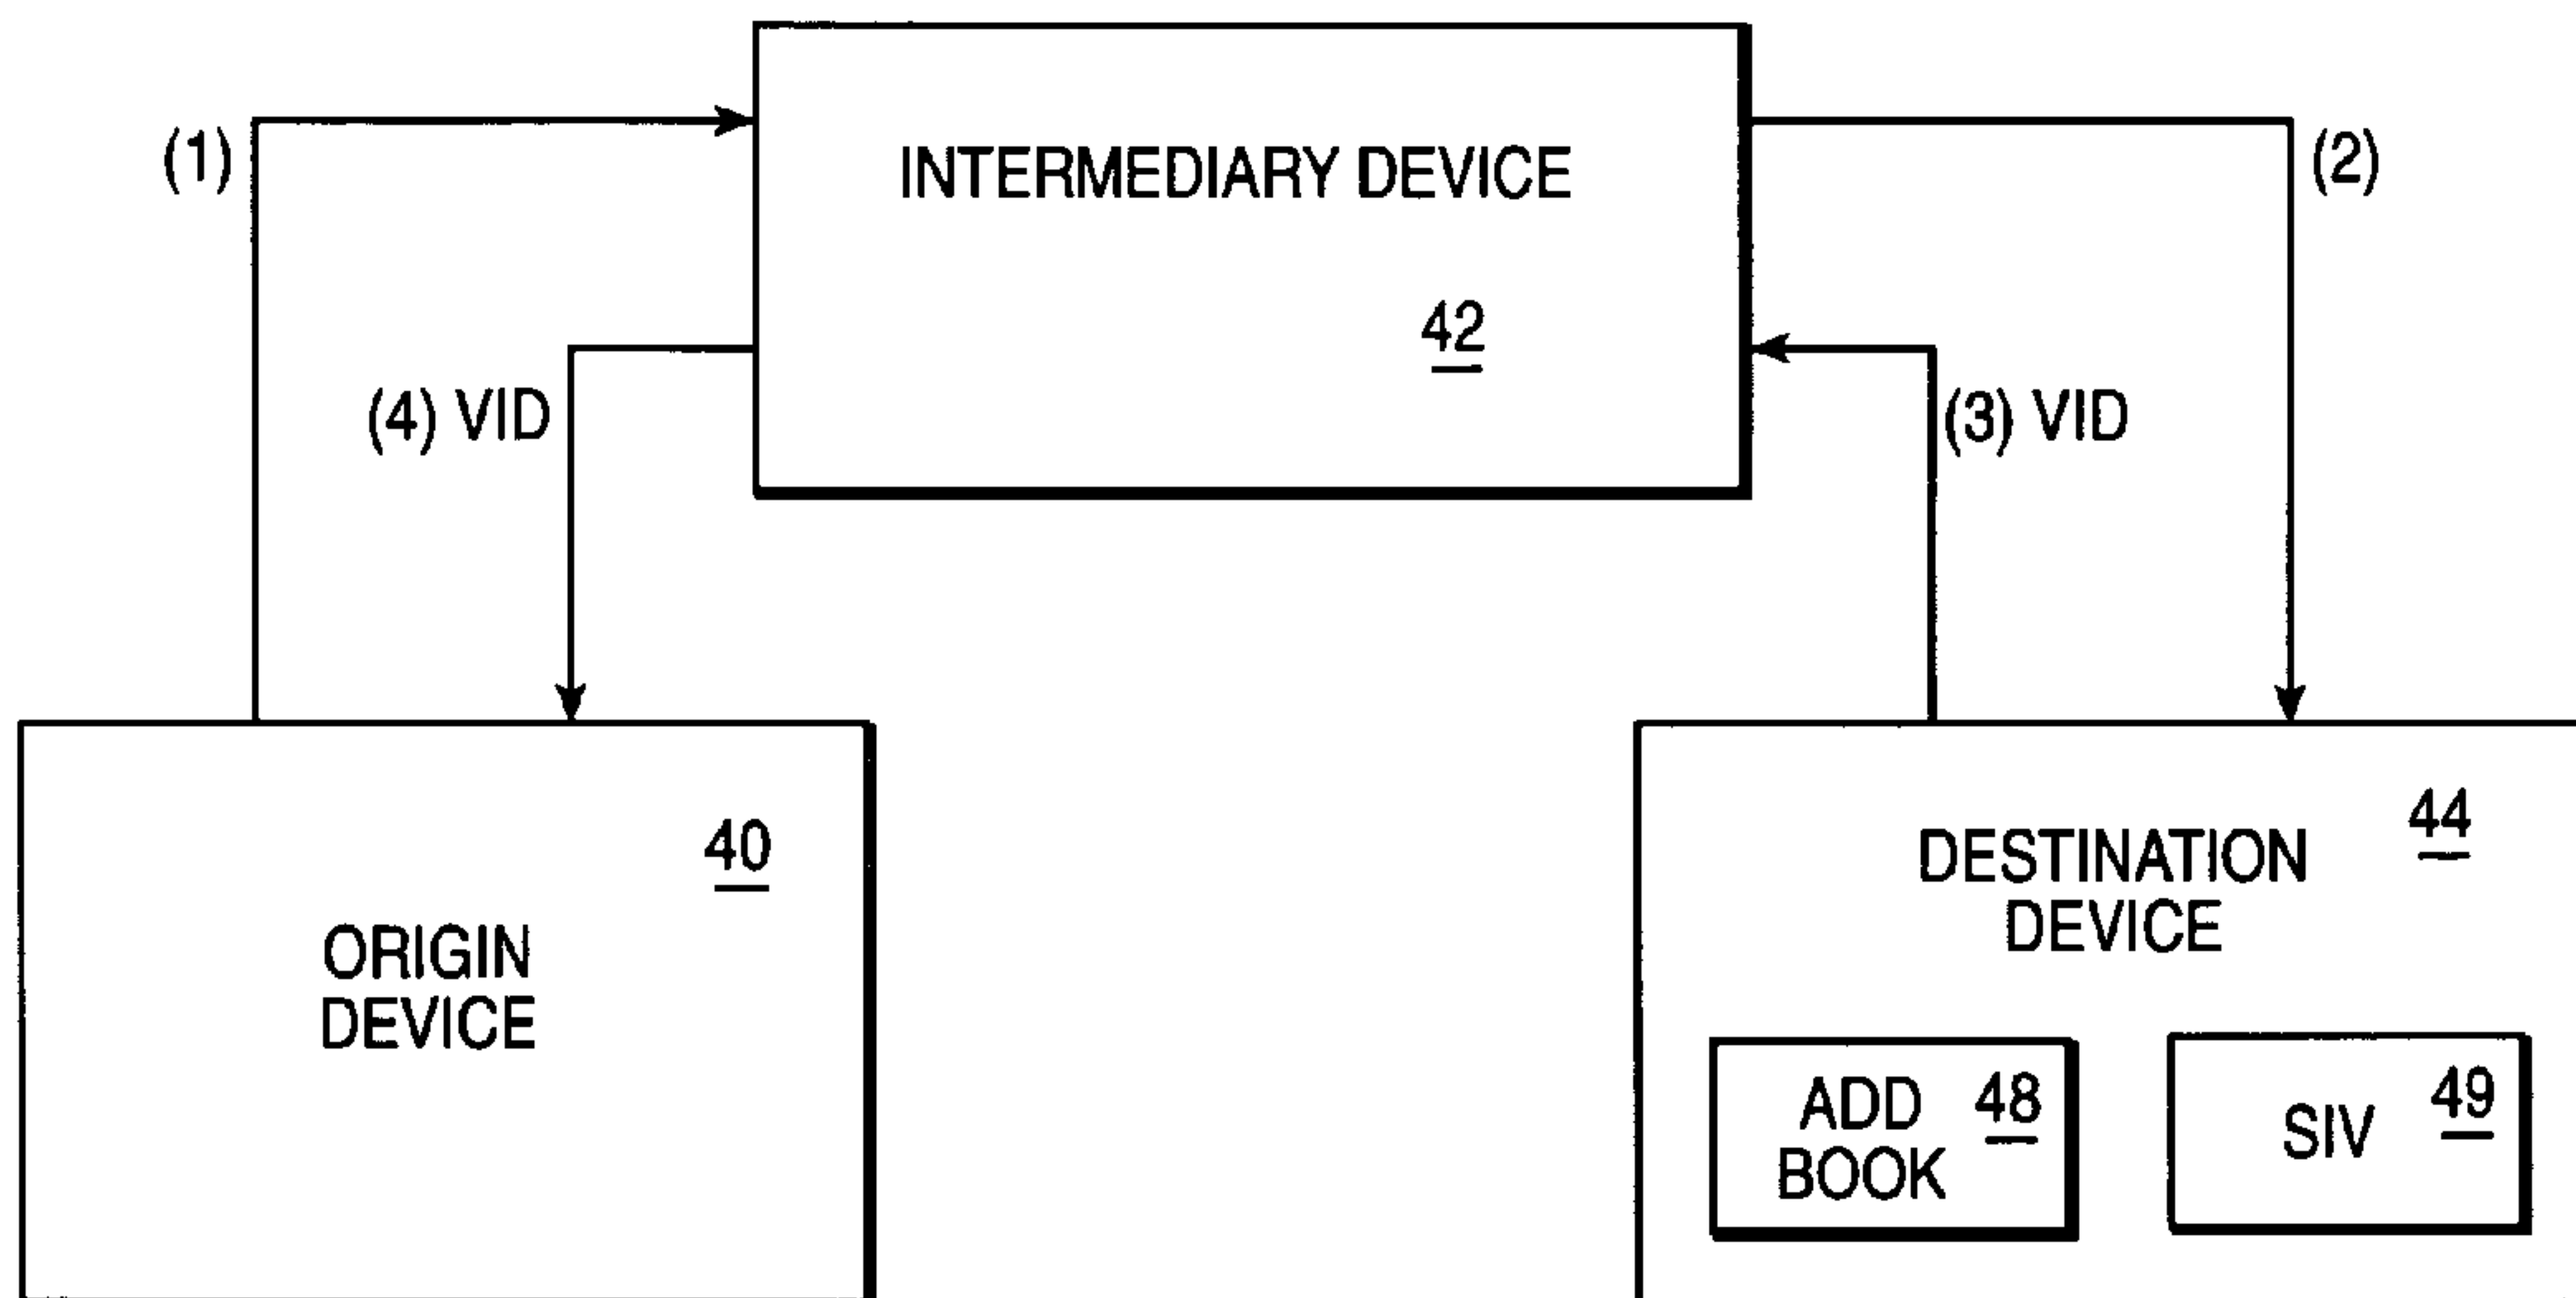 (1)
INTERMEDIARY DEVICE
(2)
42
(4) VID
(3) VID
40
ORIGIN
DEVICE
44
DESTINATION
DEVICE
ADD
BOOK
48
SIV
49